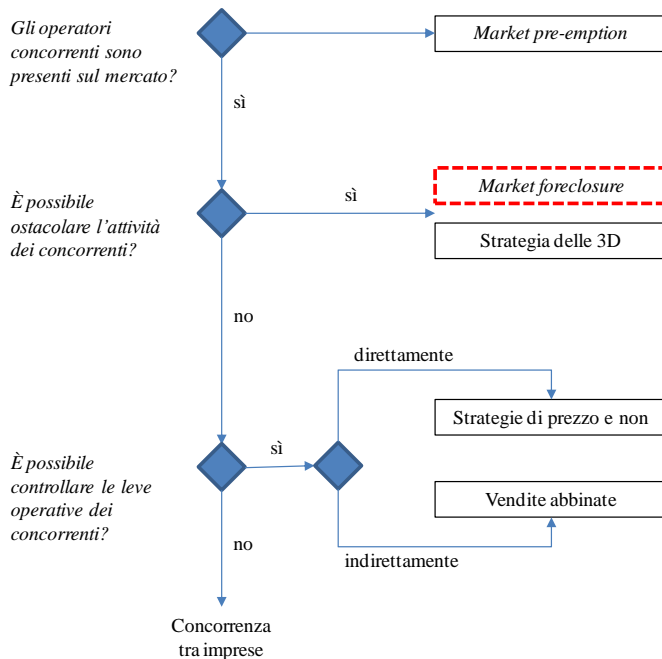 Gli operatori
concorrenti sono
presenti sul mercato?
Market pre-emption
sì
È possibile
ostacolare l'attività
dei concorrenti?
sì
Market foreclosure
Strategia delle 3D
no
direttamente
Strategie di prezzo e non
È possibile
controllare le leve
operative dei
concorrenti?
sì
Vendite abbinate
no
indirettamente
Concorrenza
tra imprese